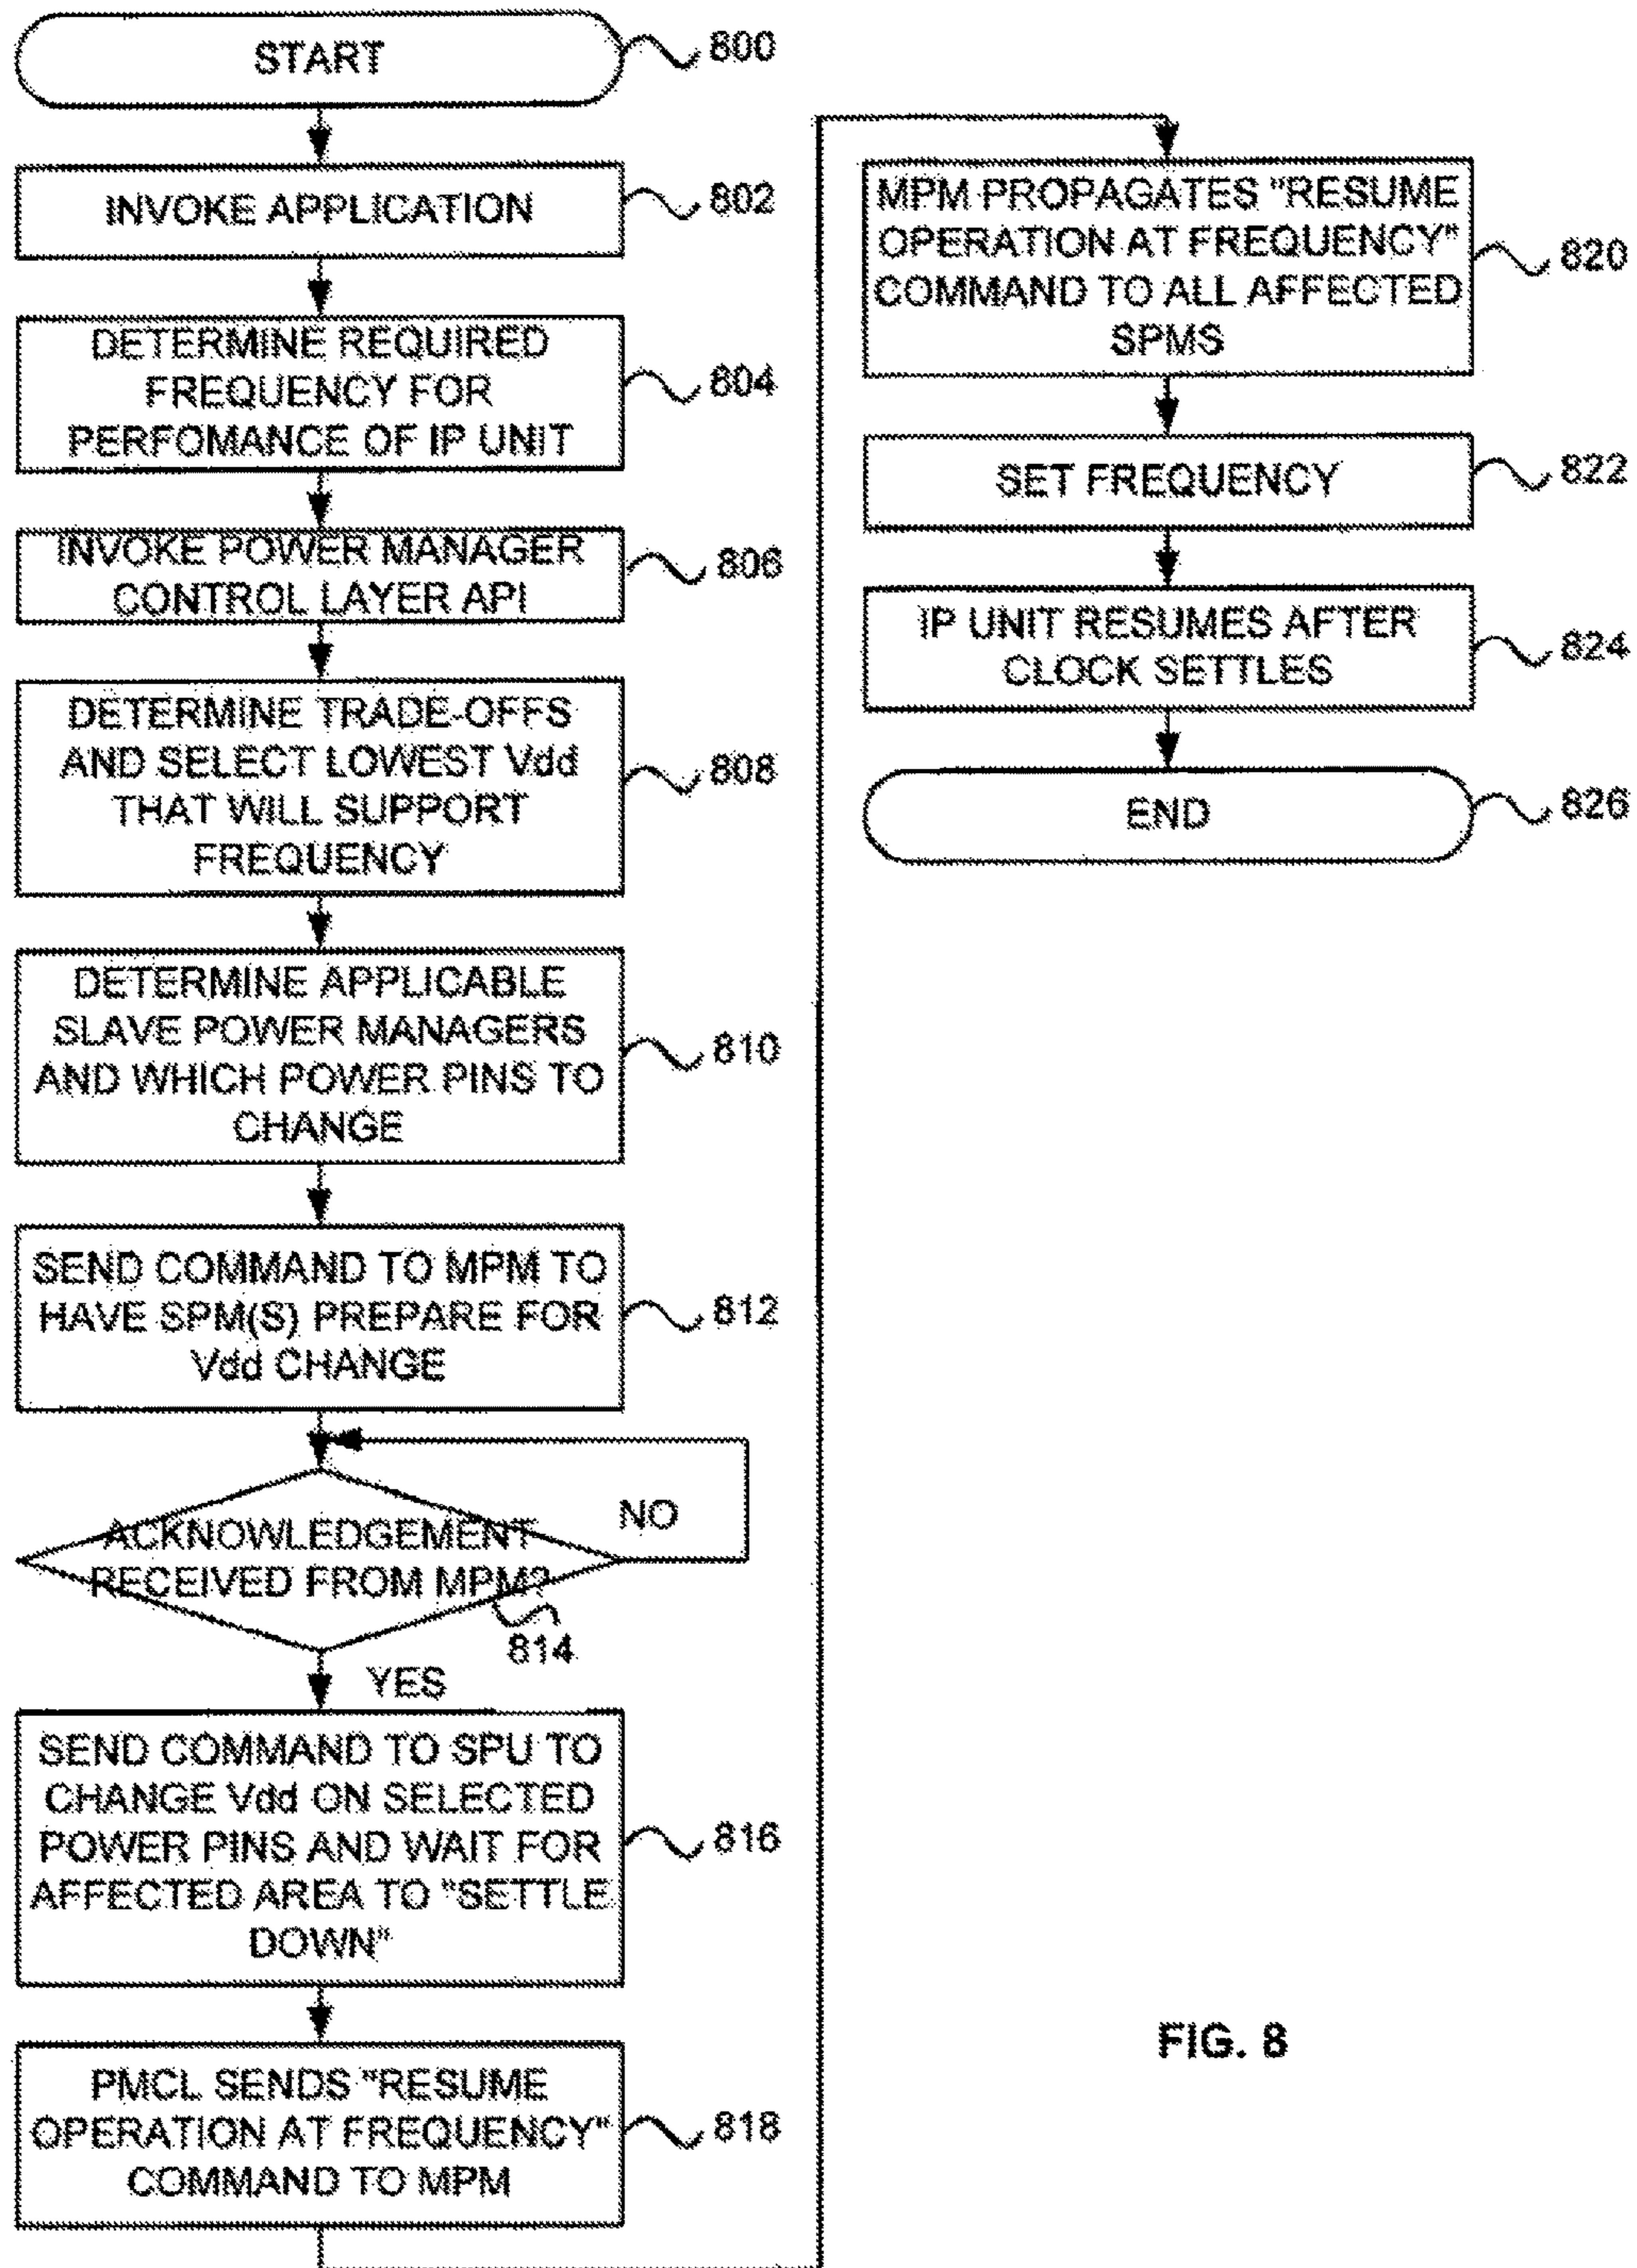 START
800
INVOKE APPLICATION
802
DETERMINE REQUIRED
FREQUENCY FOR
PERFOMANCE OF IP UNIT
804
INVOKE POWER MANAGER
CONTROL LAYER API
806
DETERMINE TRADE-OFFS
AND SELECT LOWEST Vdd
THAT WILL SUPPORT
FREQUENCY
808
DETERMINE APPLICABLE
SLAVE POWER MANAGERS
AND WHICH POWER PINS TO
CHANGE
810
SEND COMMAND TO MPM TO
HAVE SPM(S) PREPARE FOR
Vdd CHANGE
812
ACKNOWLEDGEMENT
RECEIVED FROM MPM?
NO
814
YES
SEND COMMAND TO SPU TO
CHANGE Vdd ON SELECTED
POWER PINS AND WAIT FOR
AFFECTED AREA TO "SETTLE
DOWN"
816
PMCL SENDS "RESUME
OPERATION AT FREQUENCY"
COMMAND TO MPM
818
MPM PROPAGATES "RESUME
OPERATION AT FREQUENCY"
COMMAND TO ALL AFFECTED
SPMS
820
SET FREQUENCY
822
IP UNIT RESUMES AFTER
CLOCK SETTLES
824
END
826
FIG. 8